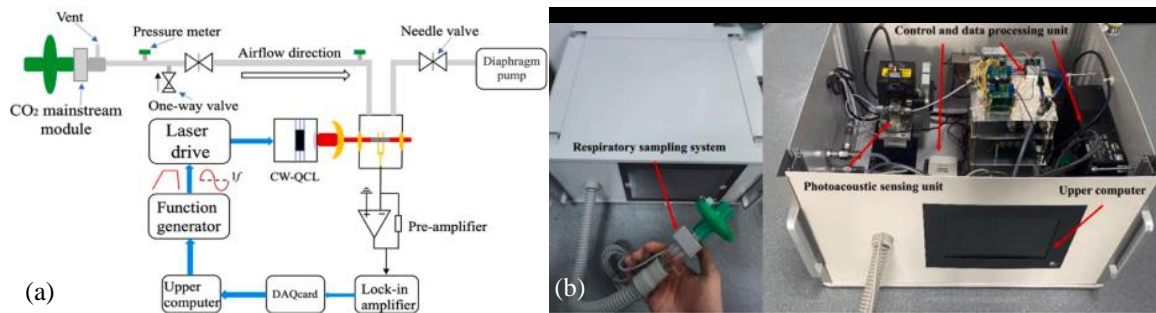 Vent
Pressure meter
Airflow direction
Needle valve
Diaphragm
pump
CO2 mainstream
module
One-way valve
Laser
drive
CW-QCL
1f
Function
generator
Pre-amplifier
Upper
computer
DAQcard
Lock-in
amplifier
(a)
Respiratory sampling system
(b)
Control and data processing unit
Photoacoustic sensing unit
Upper computer